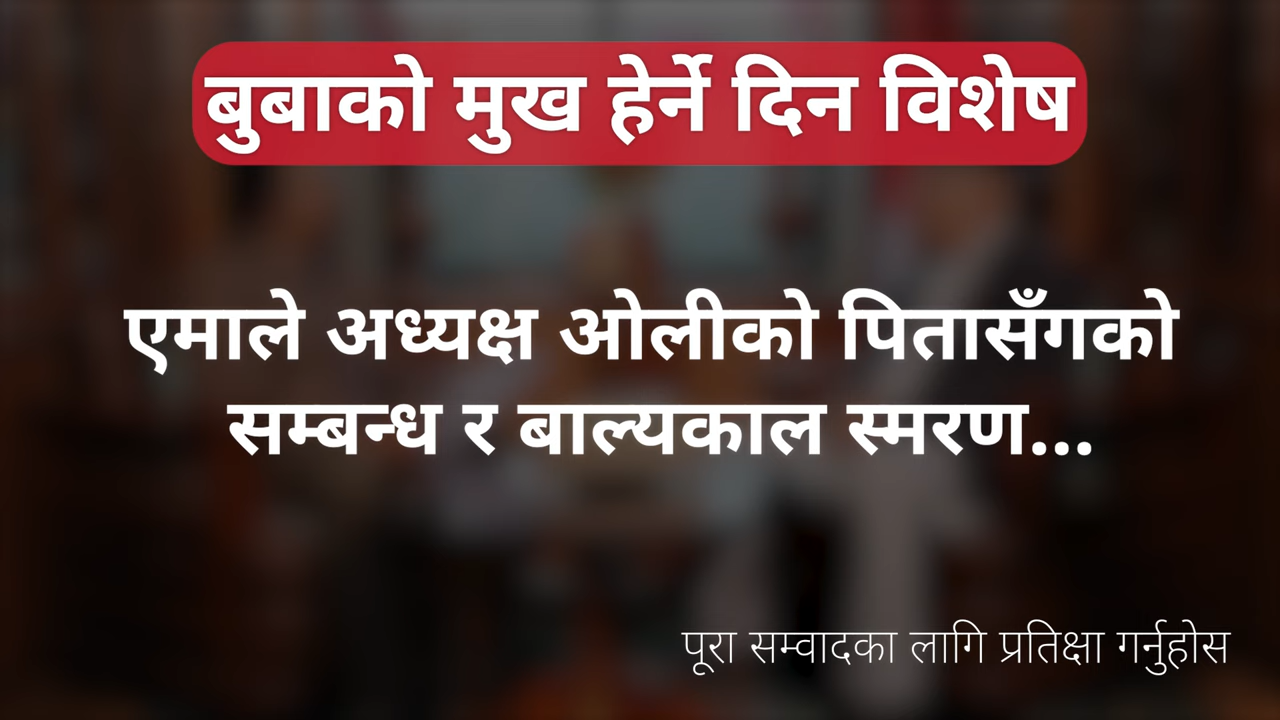 बुबाको मुख हेर्ने दिन विशेष
एमाले अध्यक्ष ओलीको पितासँगको
सम्बन्ध र बाल्यकाल स्मरण...
पूरा सम्वादका लागि प्रतिक्षा गर्नुहोस